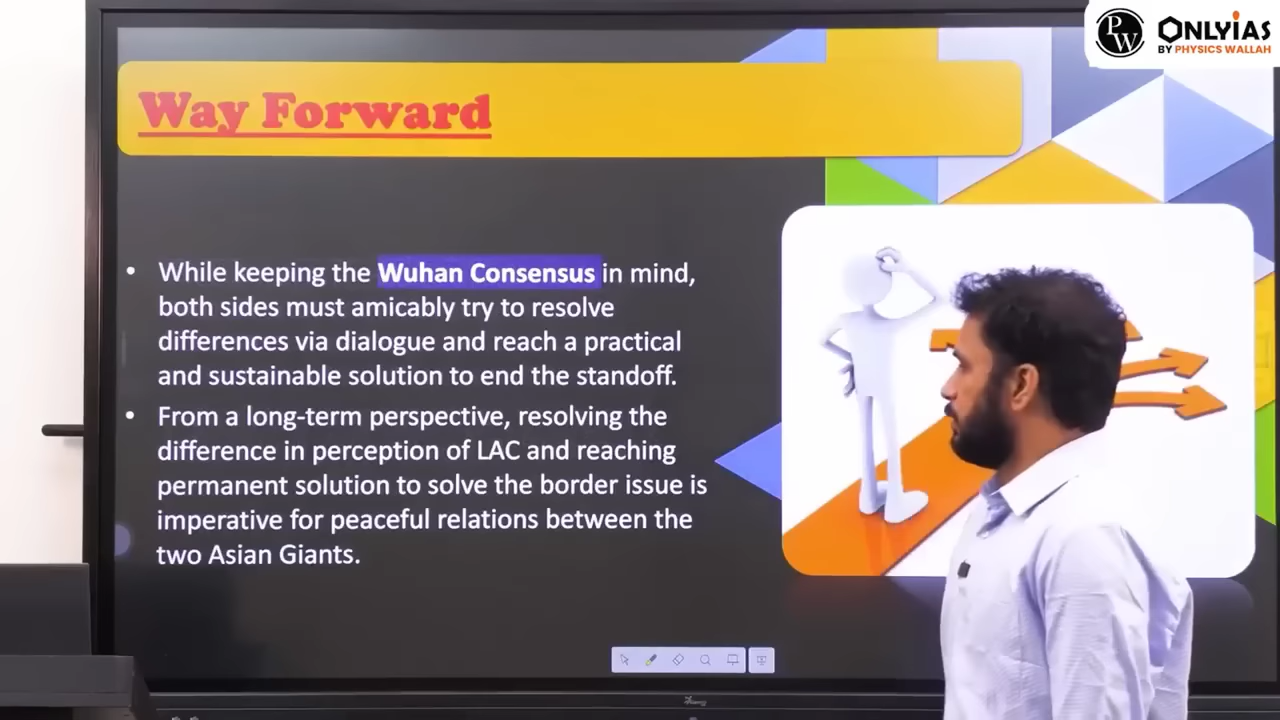 PW
ONLYIAS
BY PHYSICS WALLAH
Way Forward
• While keeping the Wuhan Consensus in mind,
both sides must amicably try to resolve
differences via dialogue and reach a practical
and sustainable solution to end the standoff.
• From a long-term perspective, resolving the
difference in perception of LAC and reaching
permanent solution to solve the border issue is
imperative for peaceful relations between the
two Asian Giants.